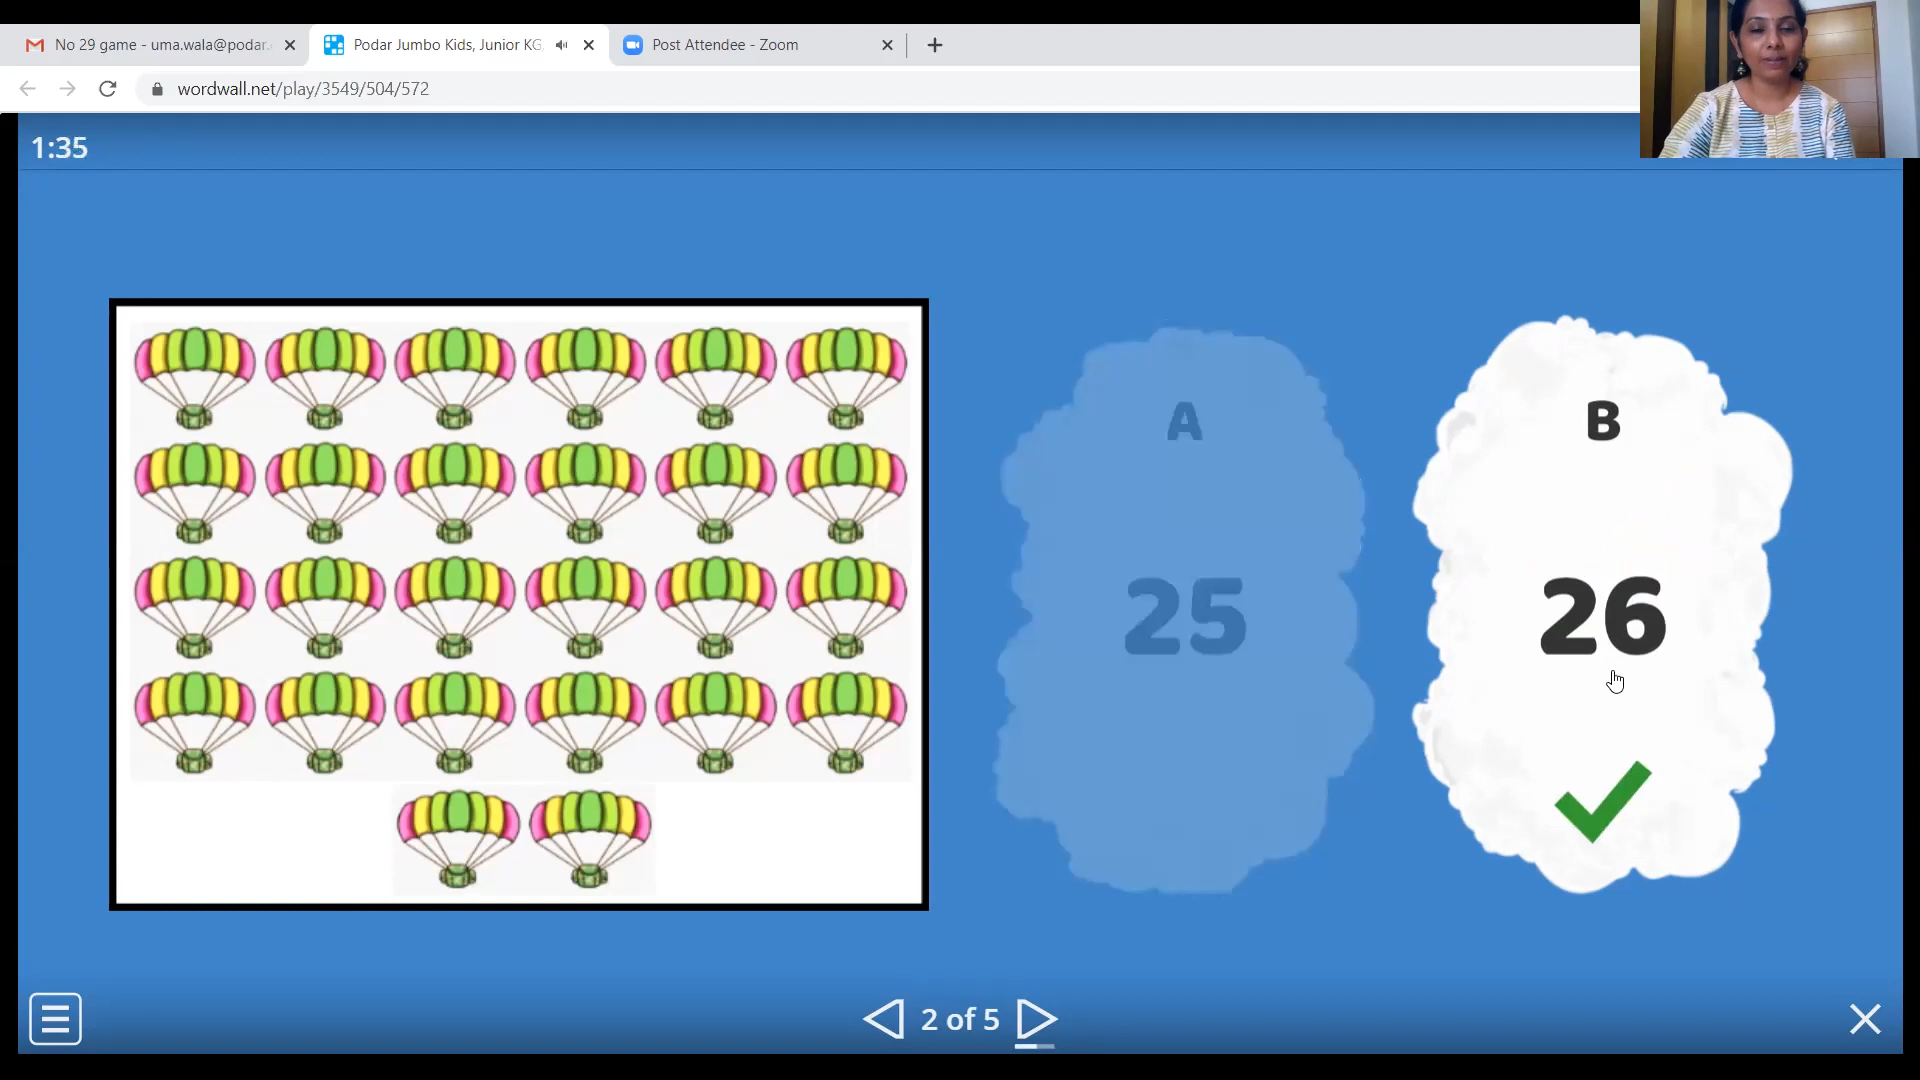 No 29 game - uma.wala@podar.
Podar Jumbo Kids, Junior KG,
Post Attendee - Zoom
wordwall.net/play/3549/504/572
1:35
A
B
25
26
2 of 5